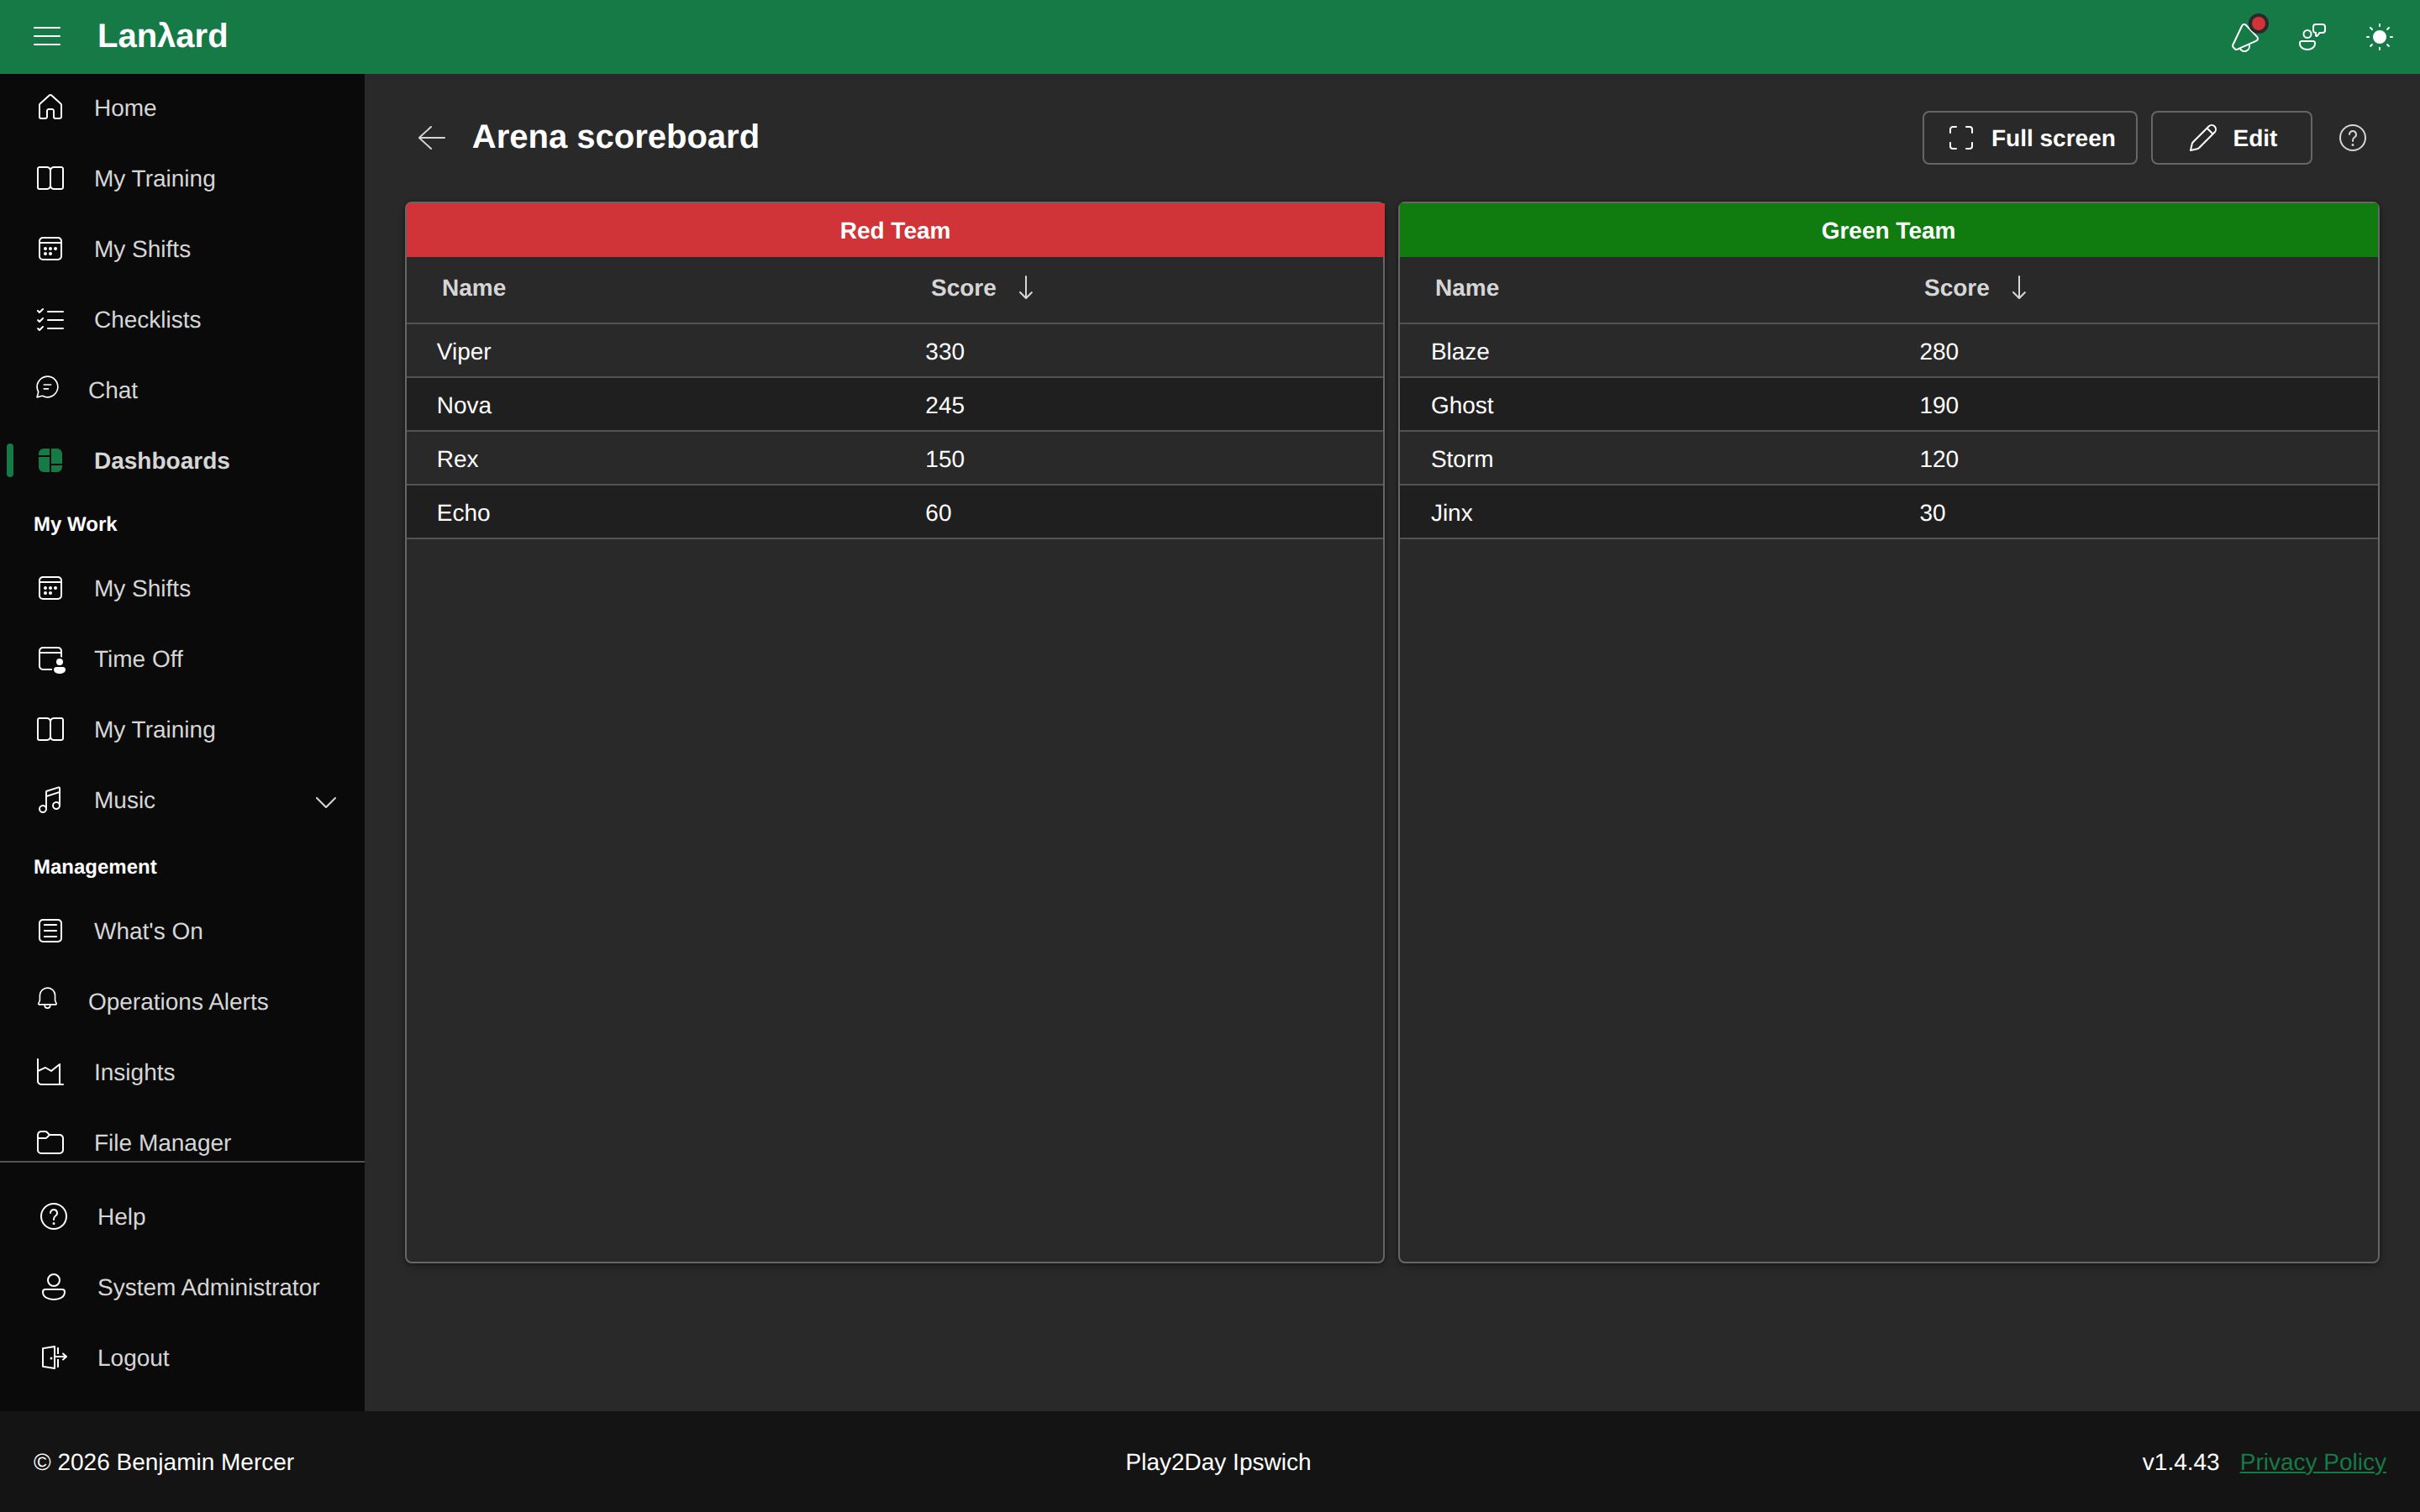 Lanλard
Home
My Training
My Shifts
Checklists
Chat
Dashboards
My Work
My Shifts
Time Off
My Training
Music
Management
What's On
Operations Alerts
Insights
File Manager
Help
System Administrator
Logout
Arena scoreboard
Full screen
Edit
Red Team
Name Score
Viper 330
Nova 245
Rex 150
Echo 60
Green Team
Name Score
Blaze 280
Ghost 190
Storm 120
Jinx 30
© 2026 Benjamin Mercer
Play2Day Ipswich
v1.4.43 Privacy Policy